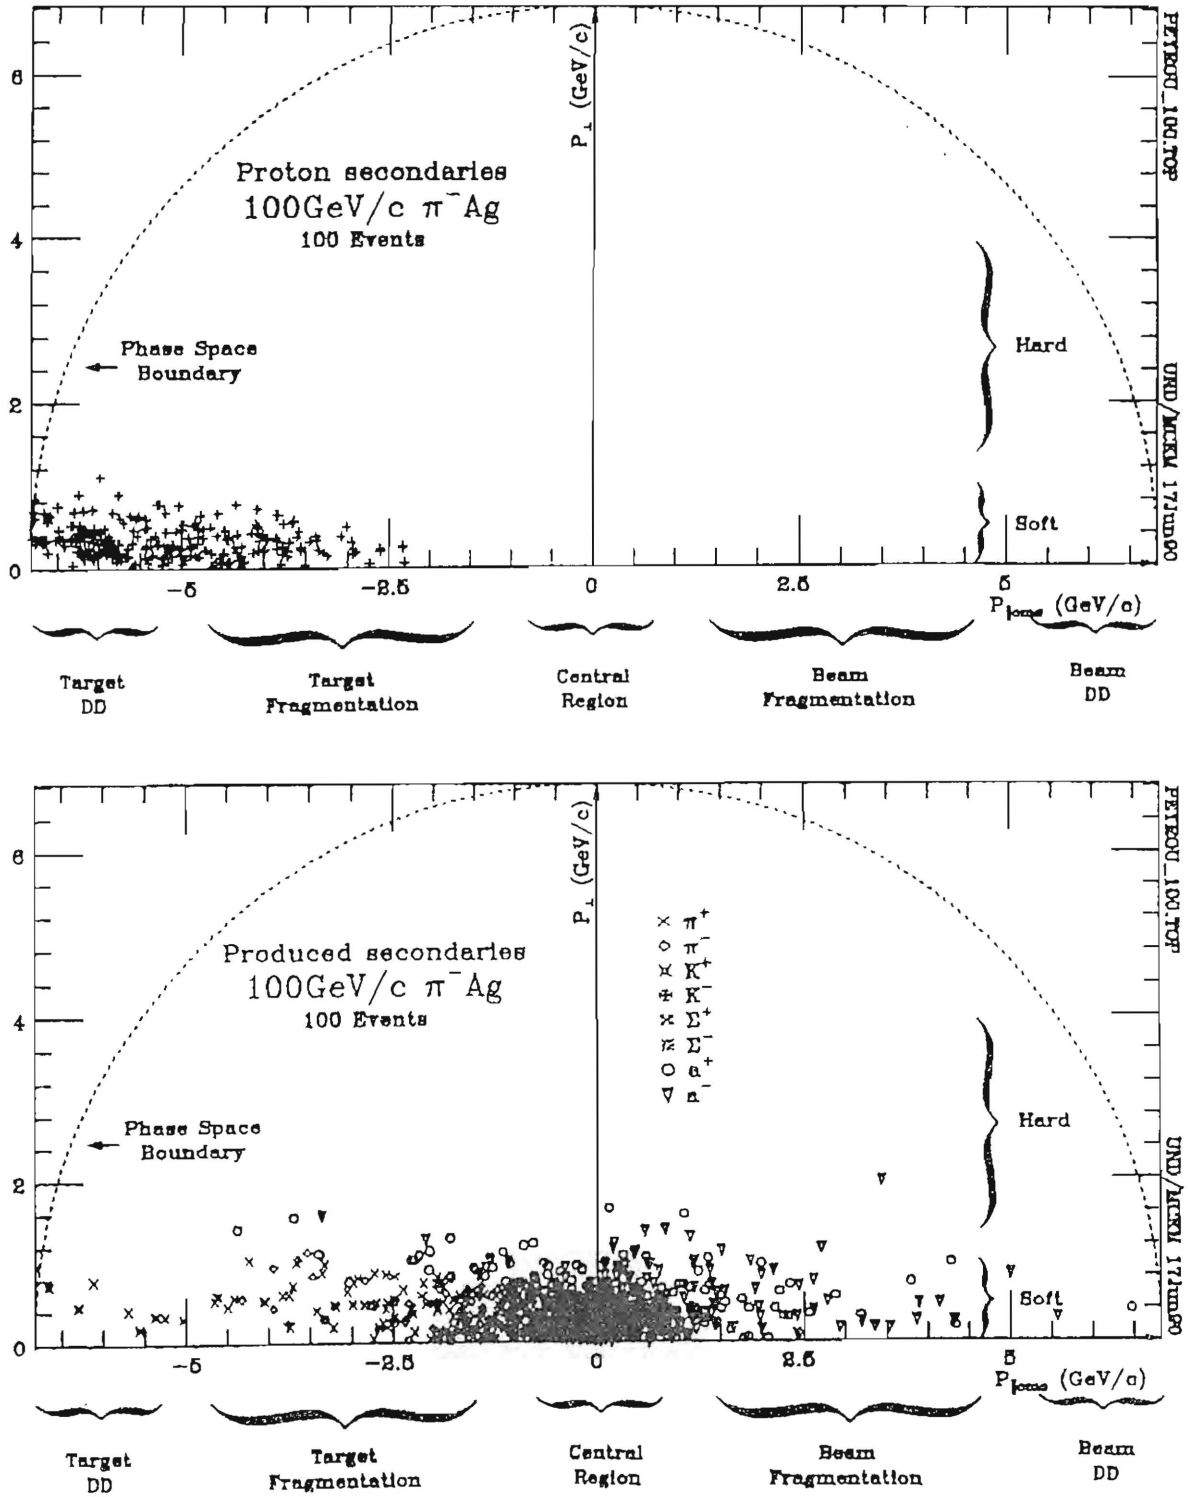 6
4
2
0
P⊥ (GeV/c)
Proton secondaries
100GeV/c π⁻Ag
100 Events
Phase Space
Boundary
Hard
Soft
-5
-2.5
0
2.5
5
P (GeV/c)
Target
DD
Target
Fragmentation
Central
Region
Beam
Fragmentation
Beam
DD
6
4
2
0
P⊥ (GeV/c)
Produced secondaries
100GeV/c π⁻Ag
100 Events
× π⁺
◇ π⁻
K⁺
K⁻
Σ⁺
Σ⁻
○
▽
Phase Space
Boundary
Hard
Soft
-5
-2.5
0
2.5
5
P (GeV/c)
Target
DD
Target
Fragmentation
Central
Region
Beam
Fragmentation
Beam
DD